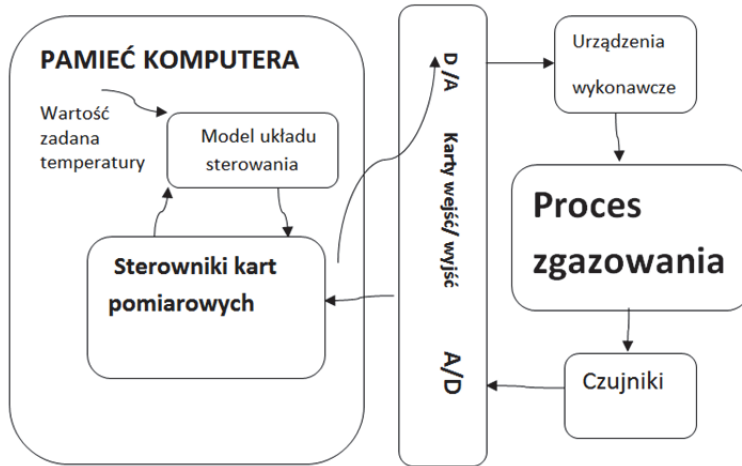 PAMIEĆ KOMPUTERA
Wartość
zadana
temperatury
Model układu
sterowania
Sterowniki kart
pomiarowych
D /A
Karty wejść/ wyjść
A/D
Urządzenia
wykonawcze
Proces
zgazowania
Czujniki